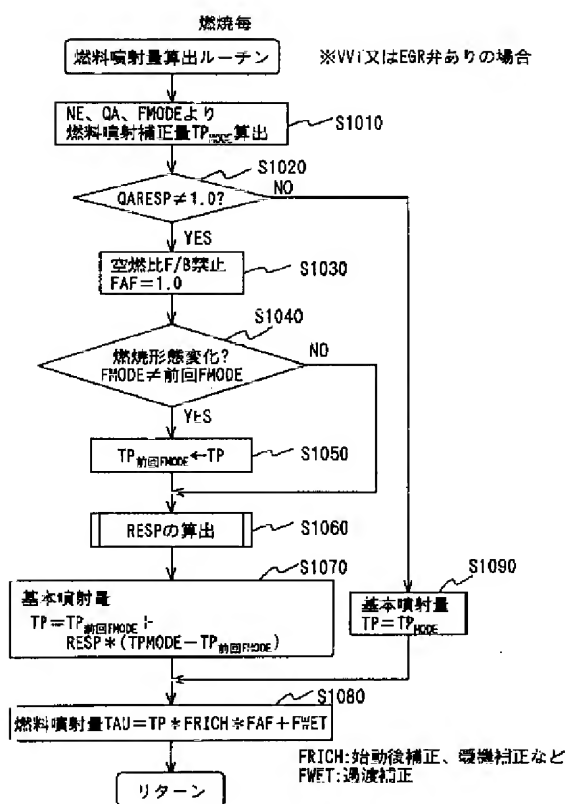 燃焼毎
燃料噴射量算出ルーチン
※VVi又はEGR弁ありの場合
NE、QA、FMODEより
燃料噴射補正量TPMODE算出
S1010
S1020
QARESP≠1.0?
NO
YES
空燃比F/B禁止
FAF=1.0
S1030
S1040
燃焼形態変化?
FMODE≠前回FMODE
NO
YES
TP前回FMODE←TP
S1050
RESPの算出
S1060
S1070
基本噴射量
TP=TP前回FMODE+
RESP*(TPMODE−TP前回FMODE)
S1090
基本噴射量
TP=TPMODE
S1080
燃料噴射量TAU=TP*FRICH*FAF+FWET
FRICH:始動後補正、暖機補正など
FWET:過渡補正
リターン